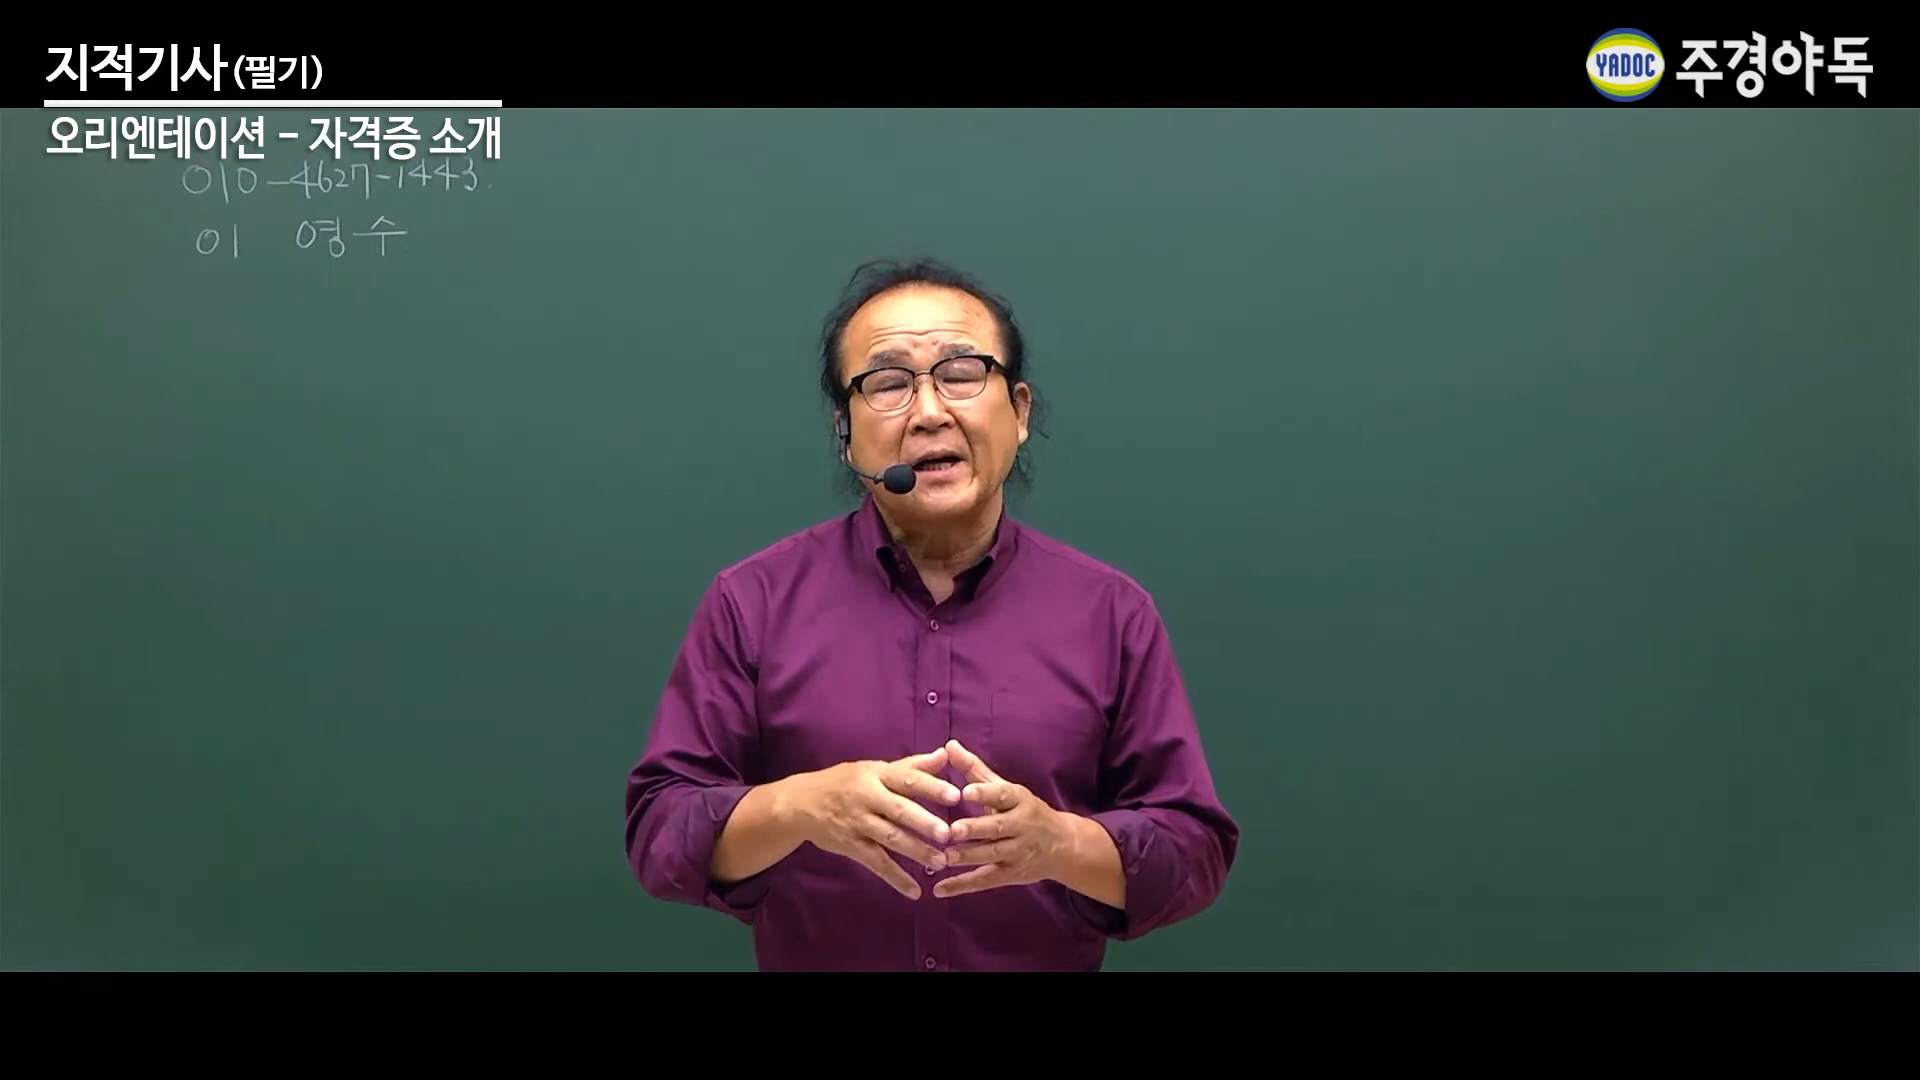 지적기사(필기)
YADOC 주경야독
오리엔테이션 - 자격증 소개
010-4627-1443.
이 영수